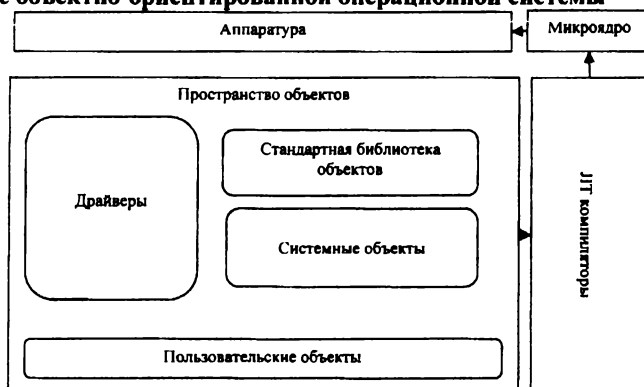 объектно-ориентированной операционной системы
Аппаратура
Микроядро
Пространство объектов
Драйверы
Стандартная библиотека
объектов
Системные объекты
Пользовательские объекты
JIT компиляторы